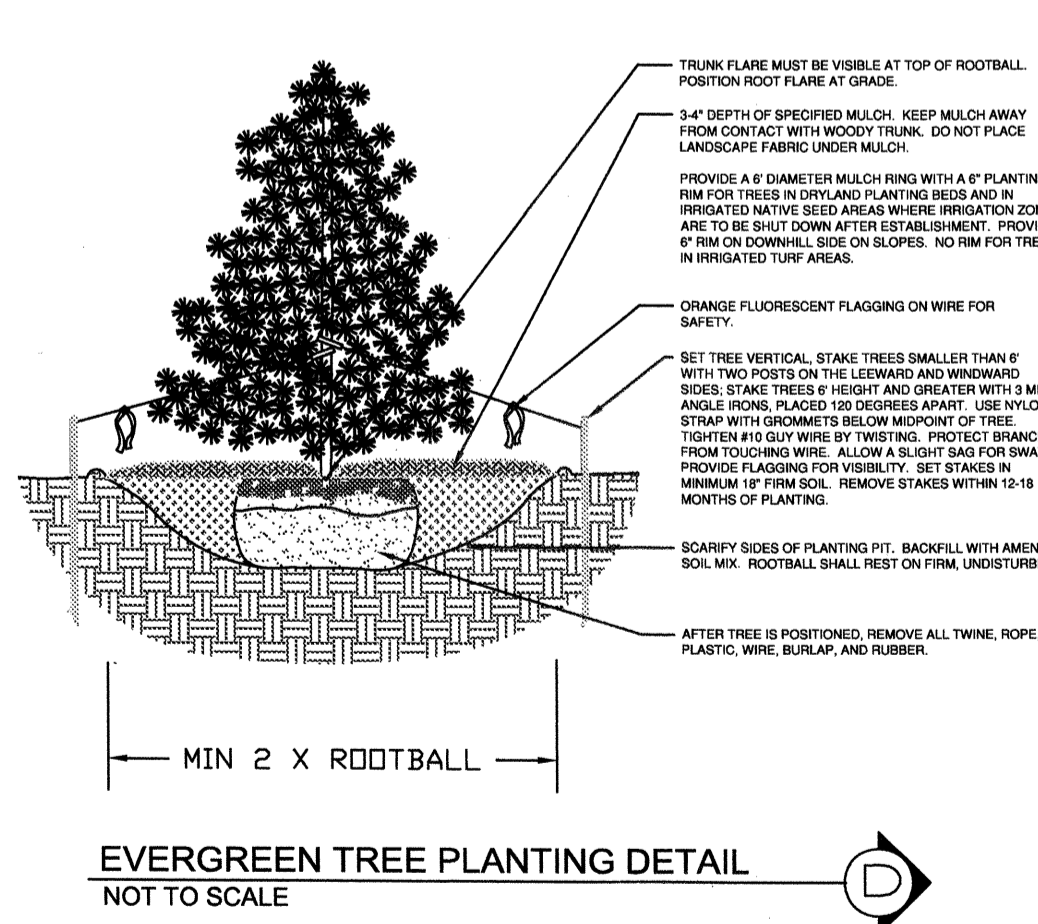 TRUNK FLARE MUST BE VISIBLE AT TOP OF ROOTBALL.
POSITION ROOT FLARE AT GRADE.
3-4" DEPTH OF SPECIFIED MULCH. KEEP MULCH AWAY
FROM CONTACT WITH WOODY TRUNK. DO NOT PLACE
LANDSCAPE FABRIC UNDER MULCH.
PROVIDE A 6' DIAMETER MULCH RING WITH A 6" PLANTIN
RIM FOR TREES IN DRYLAND PLANTING BEDS AND IN
IRRIGATED NATIVE SEED AREAS WHERE IRRIGATION ZON
ARE TO BE SHUT DOWN AFTER ESTABLISHMENT. PROVI
6" RIM ON DOWNHILL SIDE ON SLOPES. NO RIM FOR TRE
IN IRRIGATED TURF AREAS.
ORANGE FLUORESCENT FLAGGING ON WIRE FOR
SAFETY.
SET TREE VERTICAL, STAKE TREES SMALLER THAN 6'
WITH TWO POSTS ON THE LEEWARD AND WINDWARD
SIDES; STAKE TREES 6' HEIGHT AND GREATER WITH 3 M
ANGLE IRONS, PLACED 120 DEGREES APART. USE NYLO
STRAP WITH GROMMETS BELOW MIDPOINT OF TREE.
TIGHTEN #10 GUY WIRE BY TWISTING. PROTECT BRANC
FROM TOUCHING WIRE. ALLOW A SLIGHT SAG FOR SWA
PROVIDE FLAGGING FOR VISIBILITY. SET STAKES IN
MINIMUM 18" FIRM SOIL. REMOVE STAKES WITHIN 12-18
MONTHS OF PLANTING.
SCARIFY SIDES OF PLANTING PIT. BACKFILL WITH AMEN
SOIL MIX. ROOTBALL SHALL REST ON FIRM, UNDISTURB
AFTER TREE IS POSITIONED, REMOVE ALL TWINE, ROPE,
PLASTIC, WIRE, BURLAP, AND RUBBER.
MIN 2 X ROOTBALL
EVERGREEN TREE PLANTING DETAIL
NOT TO SCALE
D